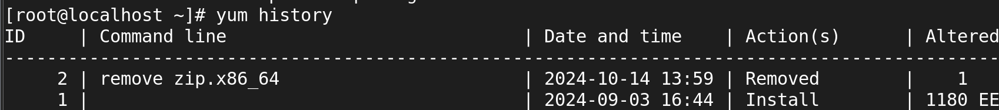 [root@localhost ~]# yum history
ID     | Command line                            | Date and time    | Action(s)      | Altered
-----------------------------------------------------------------------------------------------
     2 | remove zip.x86_64                       | 2024-10-14 13:59 | Removed        |    1
     1 |                                         | 2024-09-03 16:44 | Install        | 1180 EE